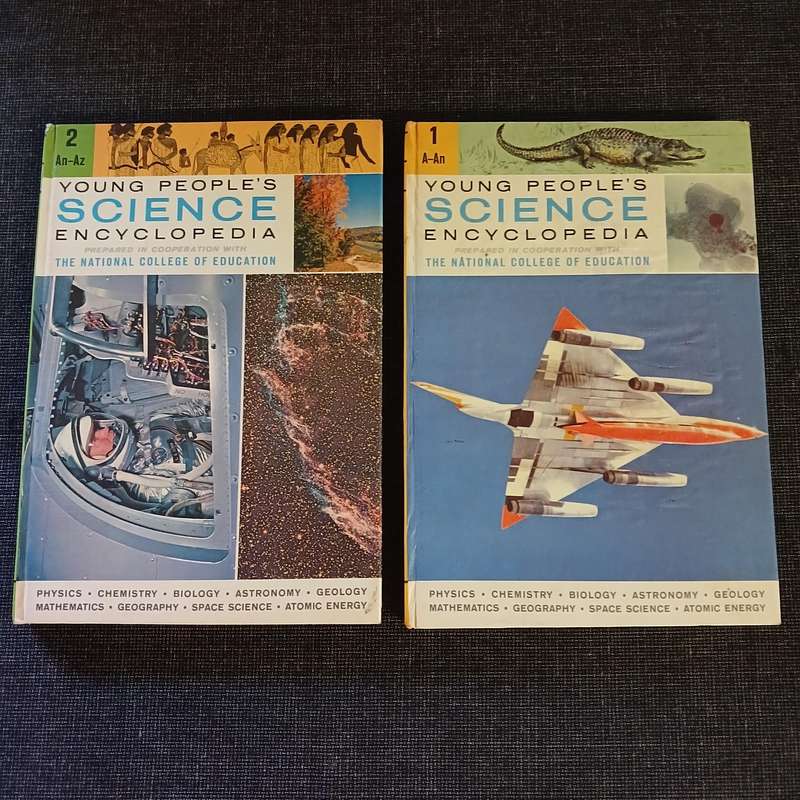 2
An–Az
YOUNG PEOPLE'S
SCIENCE
ENCYCLOPEDIA
PREPARED IN COOPERATION WITH
THE NATIONAL COLLEGE OF EDUCATION
PHYSICS • CHEMISTRY • BIOLOGY • ASTRONOMY • GEOLOGY
MATHEMATICS • GEOGRAPHY • SPACE SCIENCE • ATOMIC ENERGY
1
A–An
YOUNG PEOPLE'S
SCIENCE
ENCYCLOPEDIA
PREPARED IN COOPERATION WITH
THE NATIONAL COLLEGE OF EDUCATION
PHYSICS • CHEMISTRY • BIOLOGY • ASTRONOMY • GEOLOGY
MATHEMATICS • GEOGRAPHY • SPACE SCIENCE • ATOMIC ENERGY